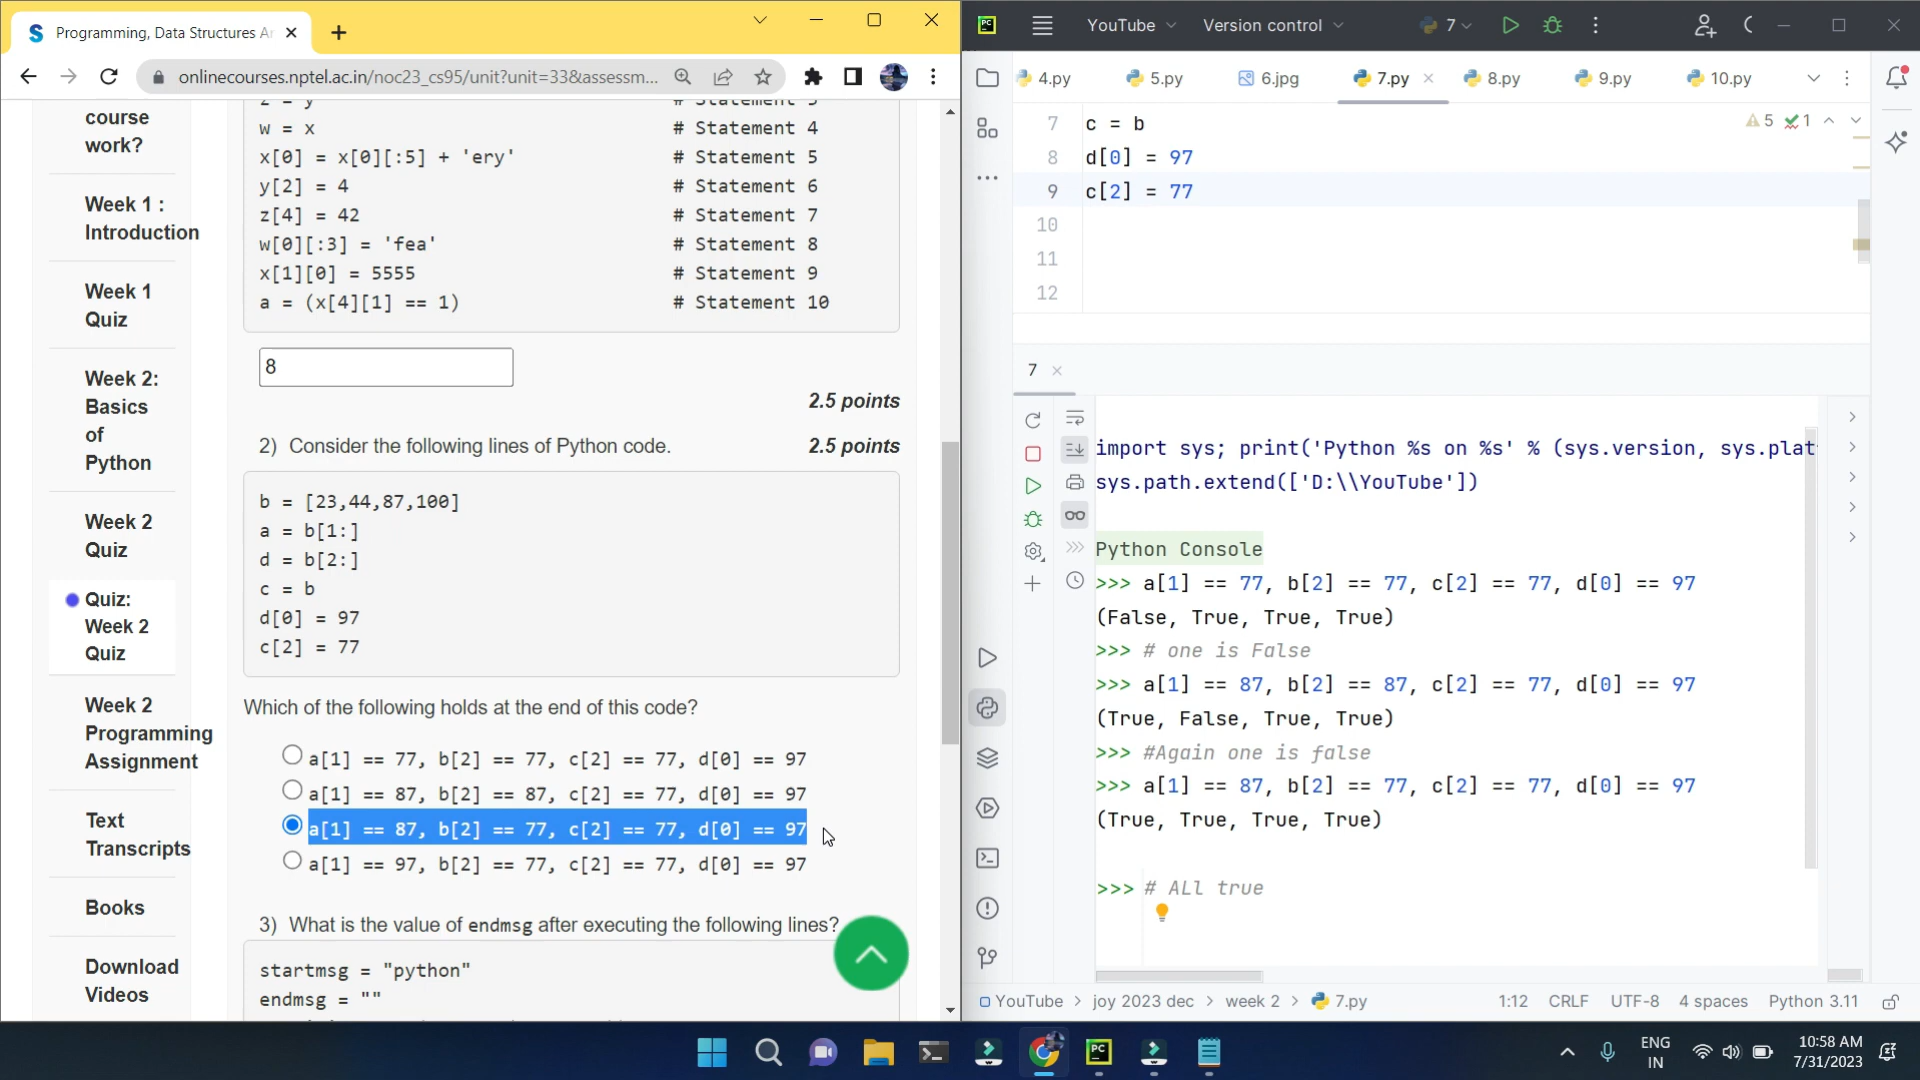 Programming, Data Structures Ar
onlinecourses.nptel.ac.in/noc23_cs95/unit?unit=33&assessm...
course
work?
Week 1 :
Introduction
Week 1
Quiz
Week 2:
Basics
of
Python
Week 2
Quiz
Quiz:
Week 2
Quiz
Week 2
Programming
Assignment
Text
Transcripts
Books
Download
Videos
z = y # Statement 3
w = x # Statement 4
x[0] = x[0][:5] + 'ery' # Statement 5
y[2] = 4 # Statement 6
z[4] = 42 # Statement 7
w[0][:3] = 'fea' # Statement 8
x[1][0] = 5555 # Statement 9
a = (x[4][1] == 1) # Statement 10
8
2.5 points
2) Consider the following lines of Python code. 2.5 points
b = [23,44,87,100]
a = b[1:]
d = b[2:]
c = b
d[0] = 97
c[2] = 77
Which of the following holds at the end of this code?
a[1] == 77, b[2] == 77, c[2] == 77, d[0] == 97
a[1] == 87, b[2] == 87, c[2] == 77, d[0] == 97
a[1] == 87, b[2] == 77, c[2] == 77, d[0] == 97
a[1] == 97, b[2] == 77, c[2] == 77, d[0] == 97
3) What is the value of endmsg after executing the following lines?
startmsg = "python"
endmsg = ""
PC YouTube Version control 7
4.py 5.py 6.jpg 7.py 8.py 9.py 10.py
5 1
7 c = b
8 d[0] = 97
9 c[2] = 77
10
11
12
7
import sys; print('Python %s on %s' % (sys.version, sys.plat
sys.path.extend(['D:\\YouTube'])
Python Console
>>> a[1] == 77, b[2] == 77, c[2] == 77, d[0] == 97
(False, True, True, True)
>>> # one is False
>>> a[1] == 87, b[2] == 87, c[2] == 77, d[0] == 97
(True, False, True, True)
>>> #Again one is false
>>> a[1] == 87, b[2] == 77, c[2] == 77, d[0] == 97
(True, True, True, True)
>>> # ALl true
YouTube > joy 2023 dec > week 2 > 7.py 1:12 CRLF UTF-8 4 spaces Python 3.11
ENG
IN
10:58 AM
7/31/2023